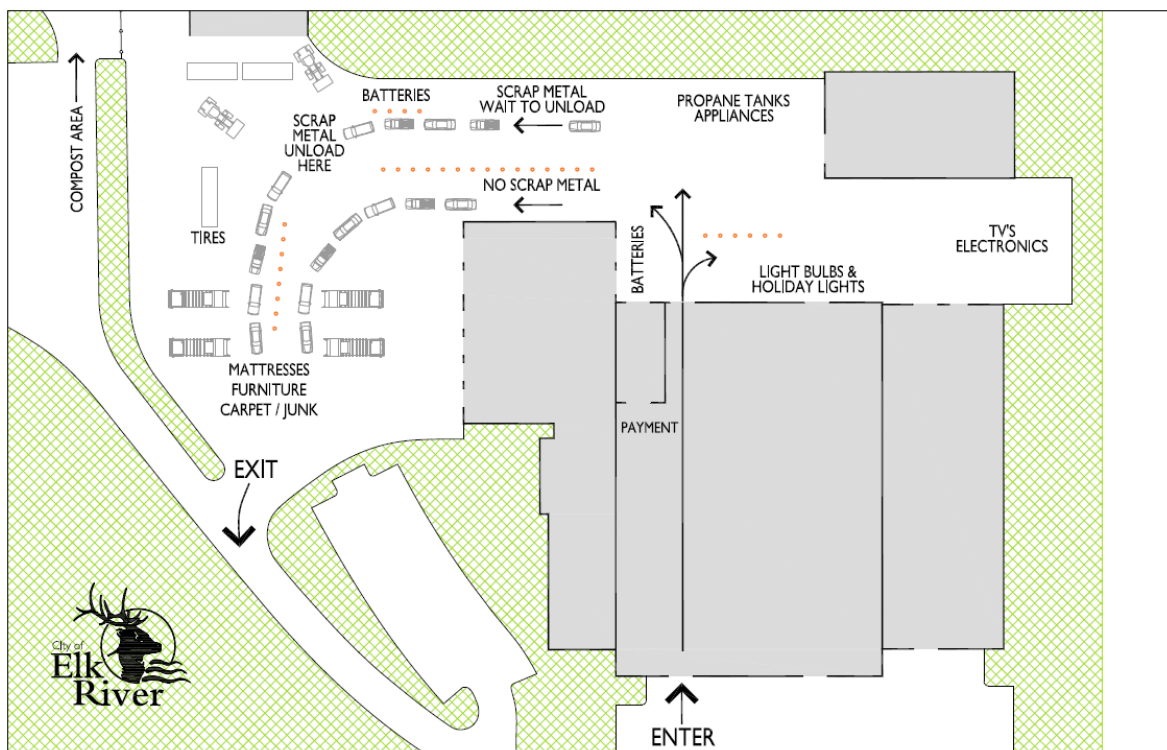 COMPOST AREA
BATTERIES
SCRAP METAL
WAIT TO UNLOAD
PROPANE TANKS
APPLIANCES
SCRAP
METAL
UNLOAD
HERE
NO SCRAP METAL
TIRES
BATTERIES
TV'S
ELECTRONICS
LIGHT BULBS &
HOLIDAY LIGHTS
MATTRESSES
FURNITURE
CARPET / JUNK
PAYMENT
EXIT
City of
Elk
River
ENTER